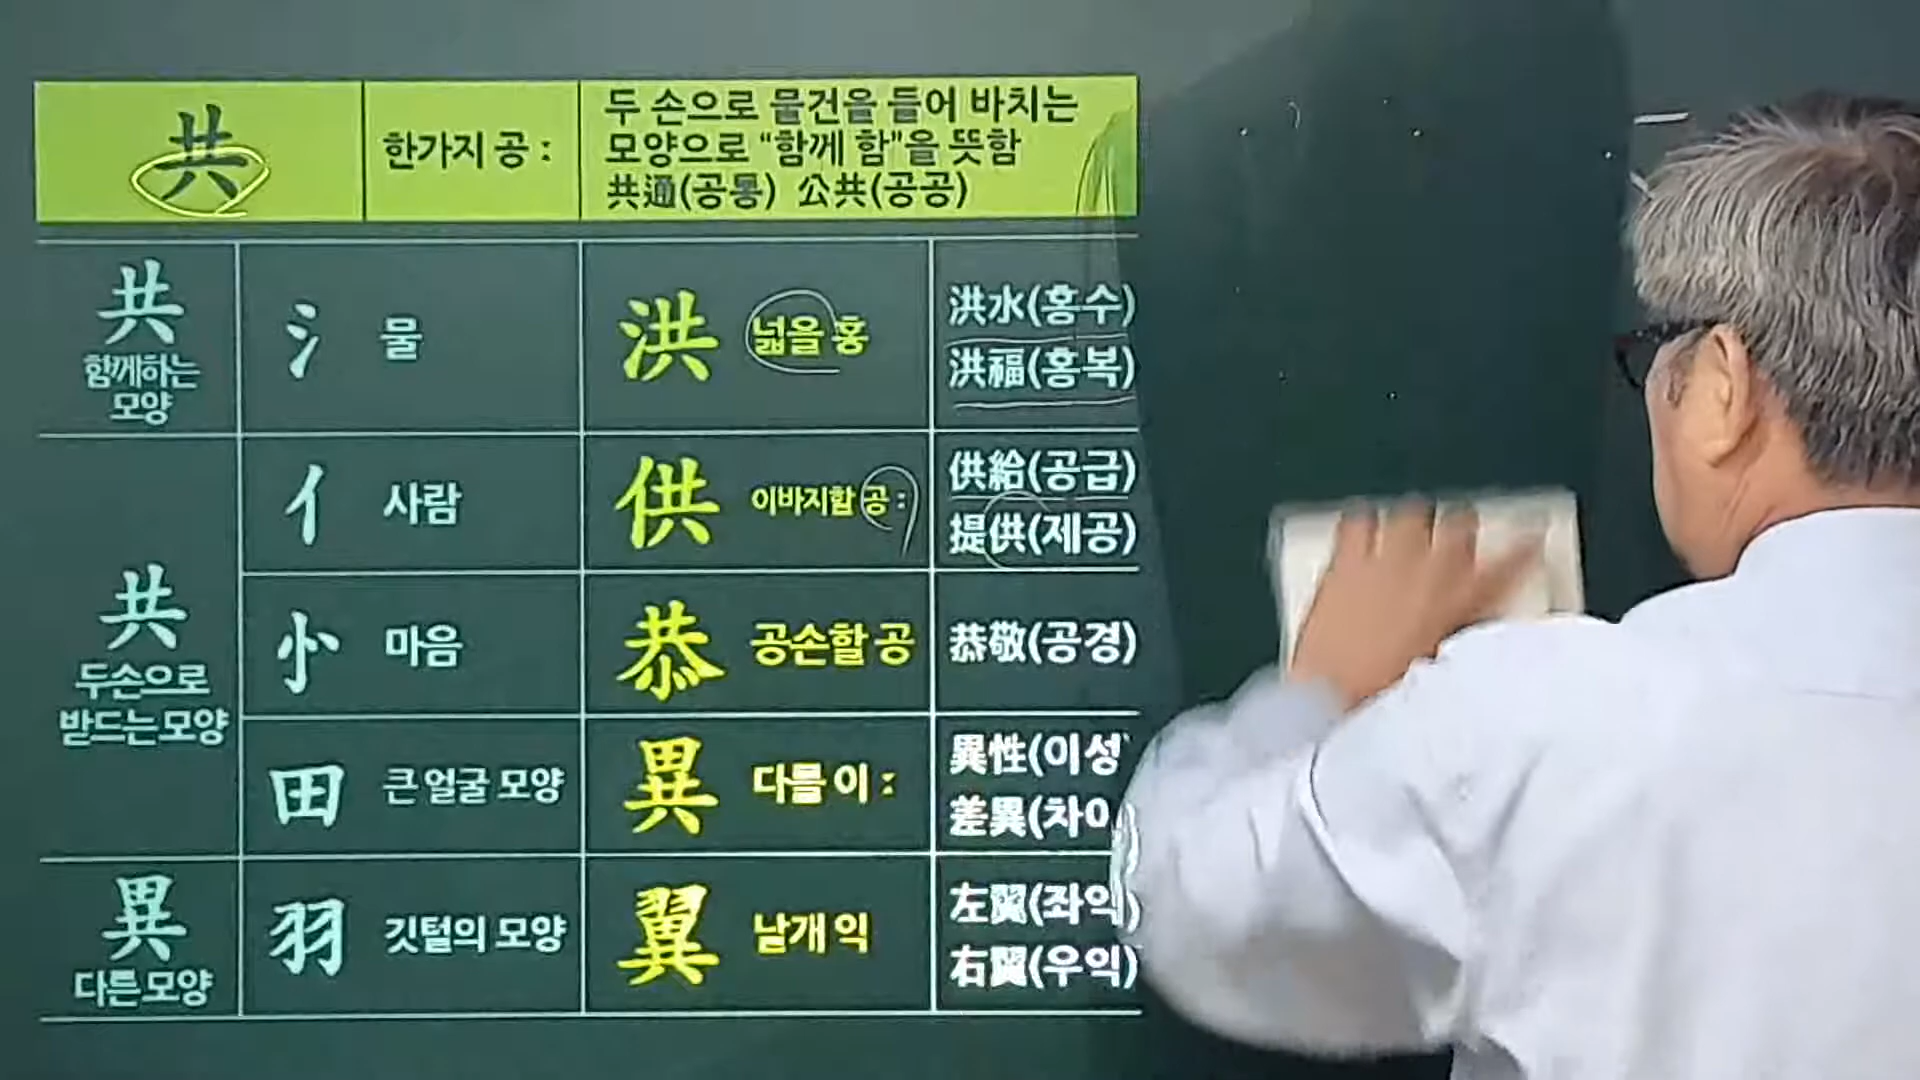 共
한가지 공 :
두 손으로 물건을 들어 바치는
모양으로 “함께 함”을 뜻함
共通(공통) 公共(공공)
共
함께하는
모양
氵 물
洪 넓을 홍
洪水(홍수)
洪福(홍복)
共
두손으로
받드는모양
亻 사람
供 이바지할 공 :
供給(공급)
提供(제공)
㣺 마음
恭 공손할 공
恭敬(공경)
田 큰 얼굴 모양
異 다를 이 :
異性(이성
差異(차이)
異
다른모양
羽 깃털의 모양
翼 날개 익
左翼(좌익)
右翼(우익)